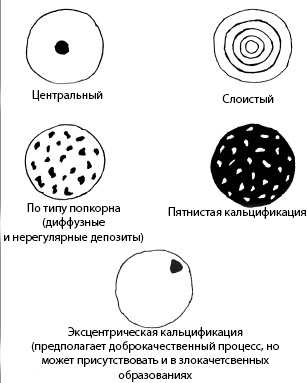 Центральный
Слоистый
По типу попкорна
(диффузные
и нерегулярные депозиты)
Пятнистая кальцификация
Эксцентрическая кальцификация
(предполагает доброкачественный процесс, но
может присутствовать и в злокачетсвенных
образованиях